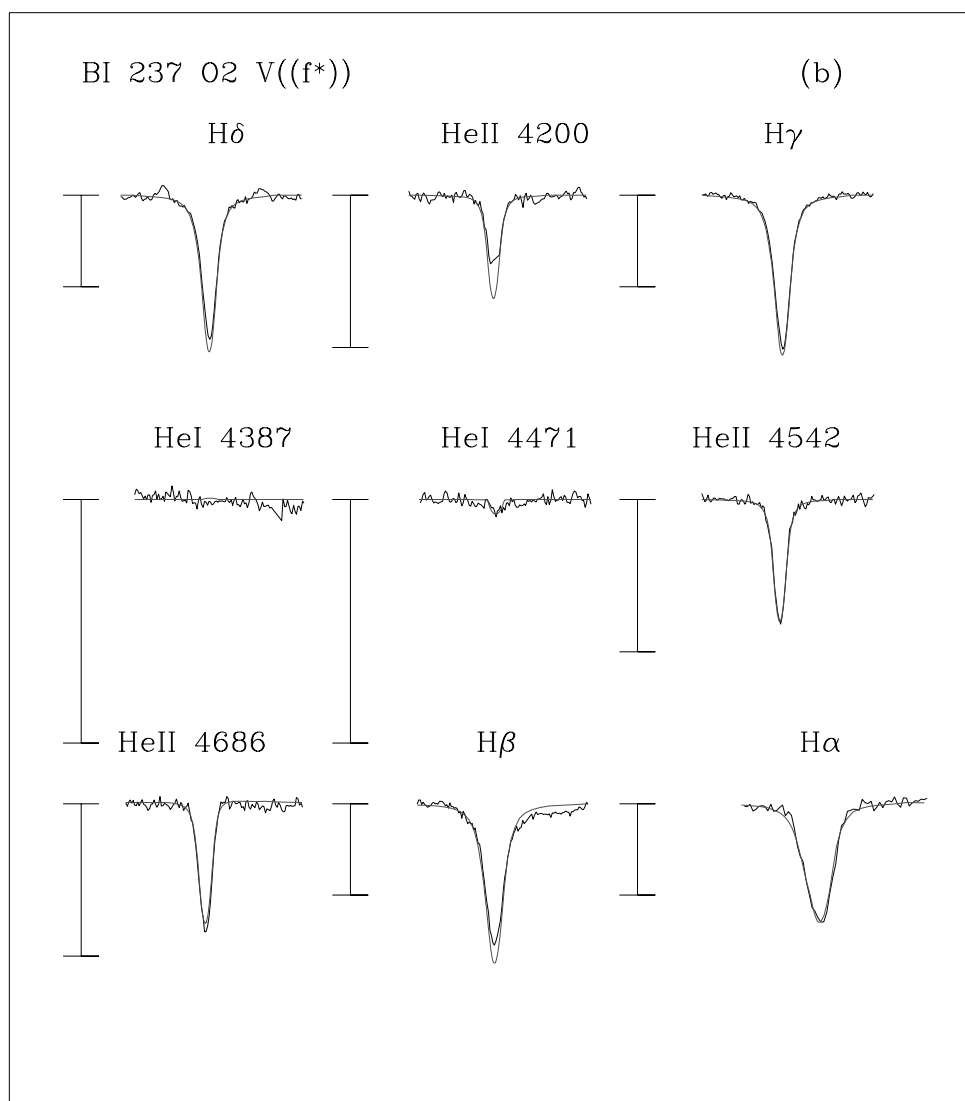 BI 237 O2 V((f*)) (b)
Hδ HeII 4200 Hγ
HeI 4387 HeI 4471 HeII 4542
HeII 4686 Hβ Hα